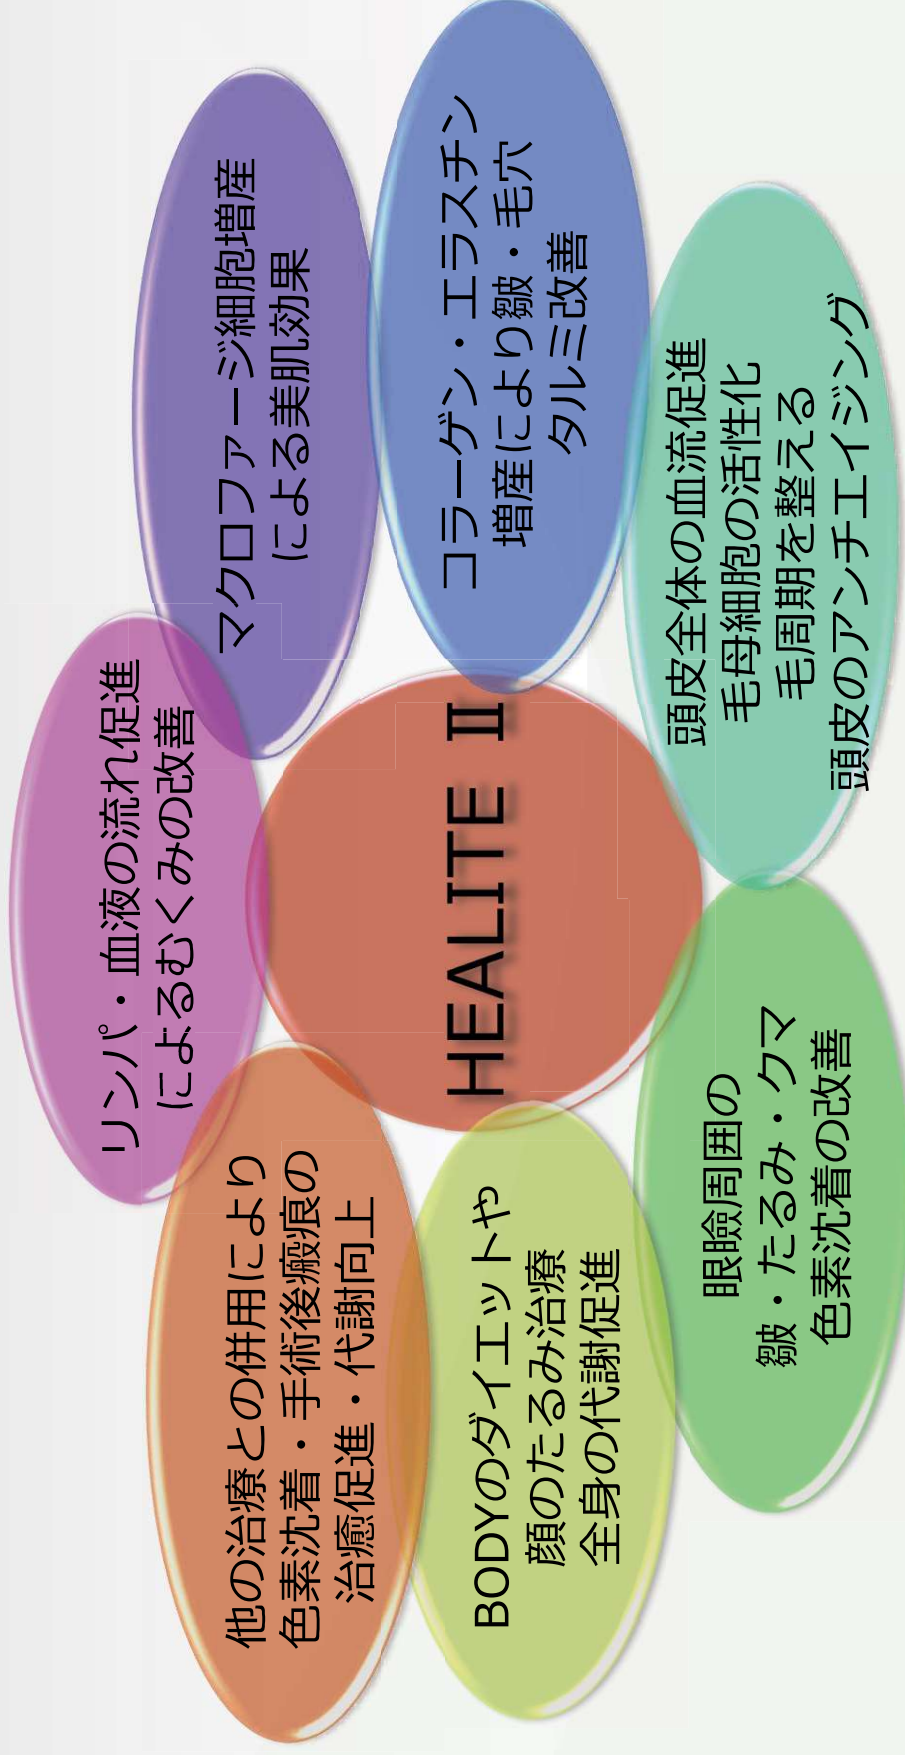 リンパ・血液の流れ促進
によるむくみの改善
マクロファージ細胞増産
による美肌効果
コラーゲン・エラスチン
増産により皺・毛穴
タルミ改善
頭皮全体の血流促進
毛母細胞の活性化
毛周期を整える
頭皮のアンチエイジング
眼瞼周囲の
皺・たるみ・クマ
色素沈着の改善
BODYのダイエットや
顔のたるみ治療
全身の代謝促進
他の治療との併用により
色素沈着・手術後瘢痕の
治癒促進・代謝向上
HEALITE Ⅱ